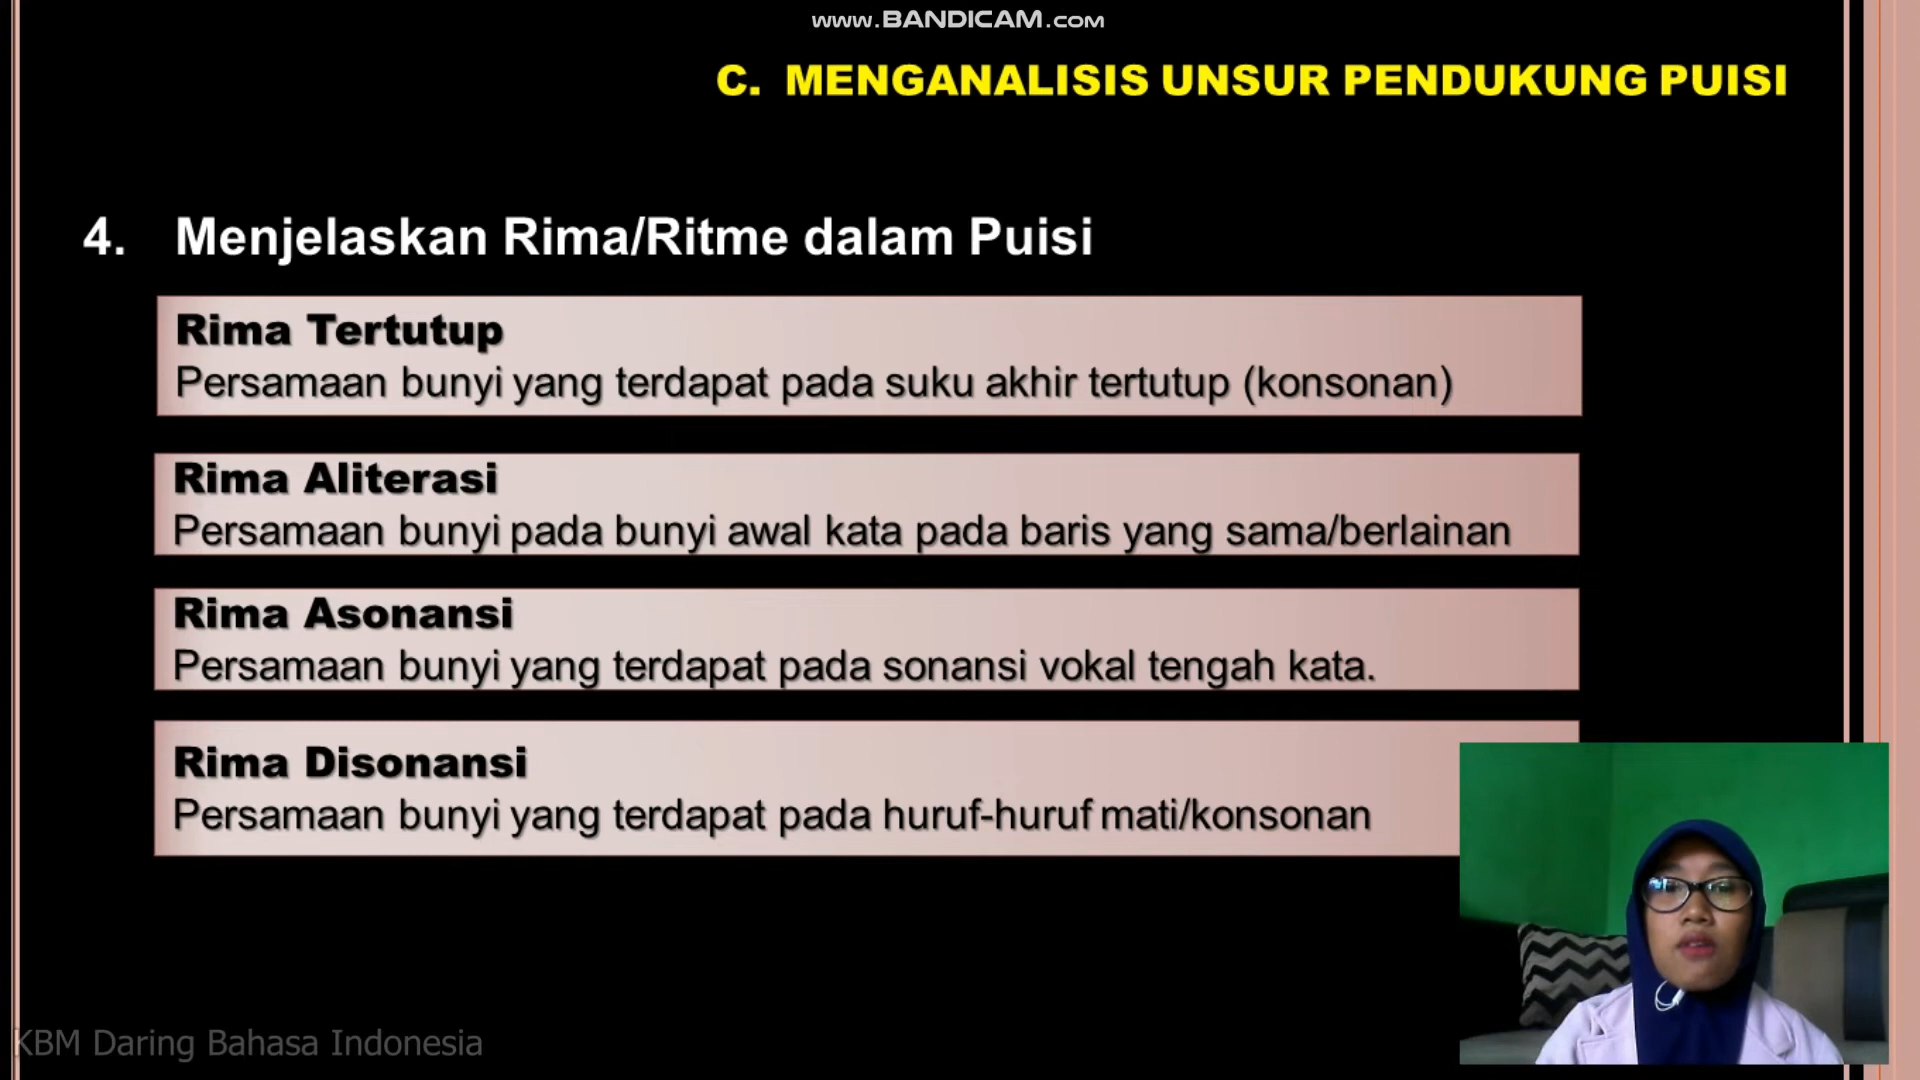 www.BANDICAM.com
C. MENGANALISIS UNSUR PENDUKUNG PUISI
4. Menjelaskan Rima/Ritme dalam Puisi
Rima Tertutup
Persamaan bunyi yang terdapat pada suku akhir tertutup (konsonan)
Rima Aliterasi
Persamaan bunyi pada bunyi awal kata pada baris yang sama/berlainan
Rima Asonansi
Persamaan bunyi yang terdapat pada sonansi vokal tengah kata.
Rima Disonansi
Persamaan bunyi yang terdapat pada huruf-huruf mati/konsonan
KBM Daring Bahasa Indonesia